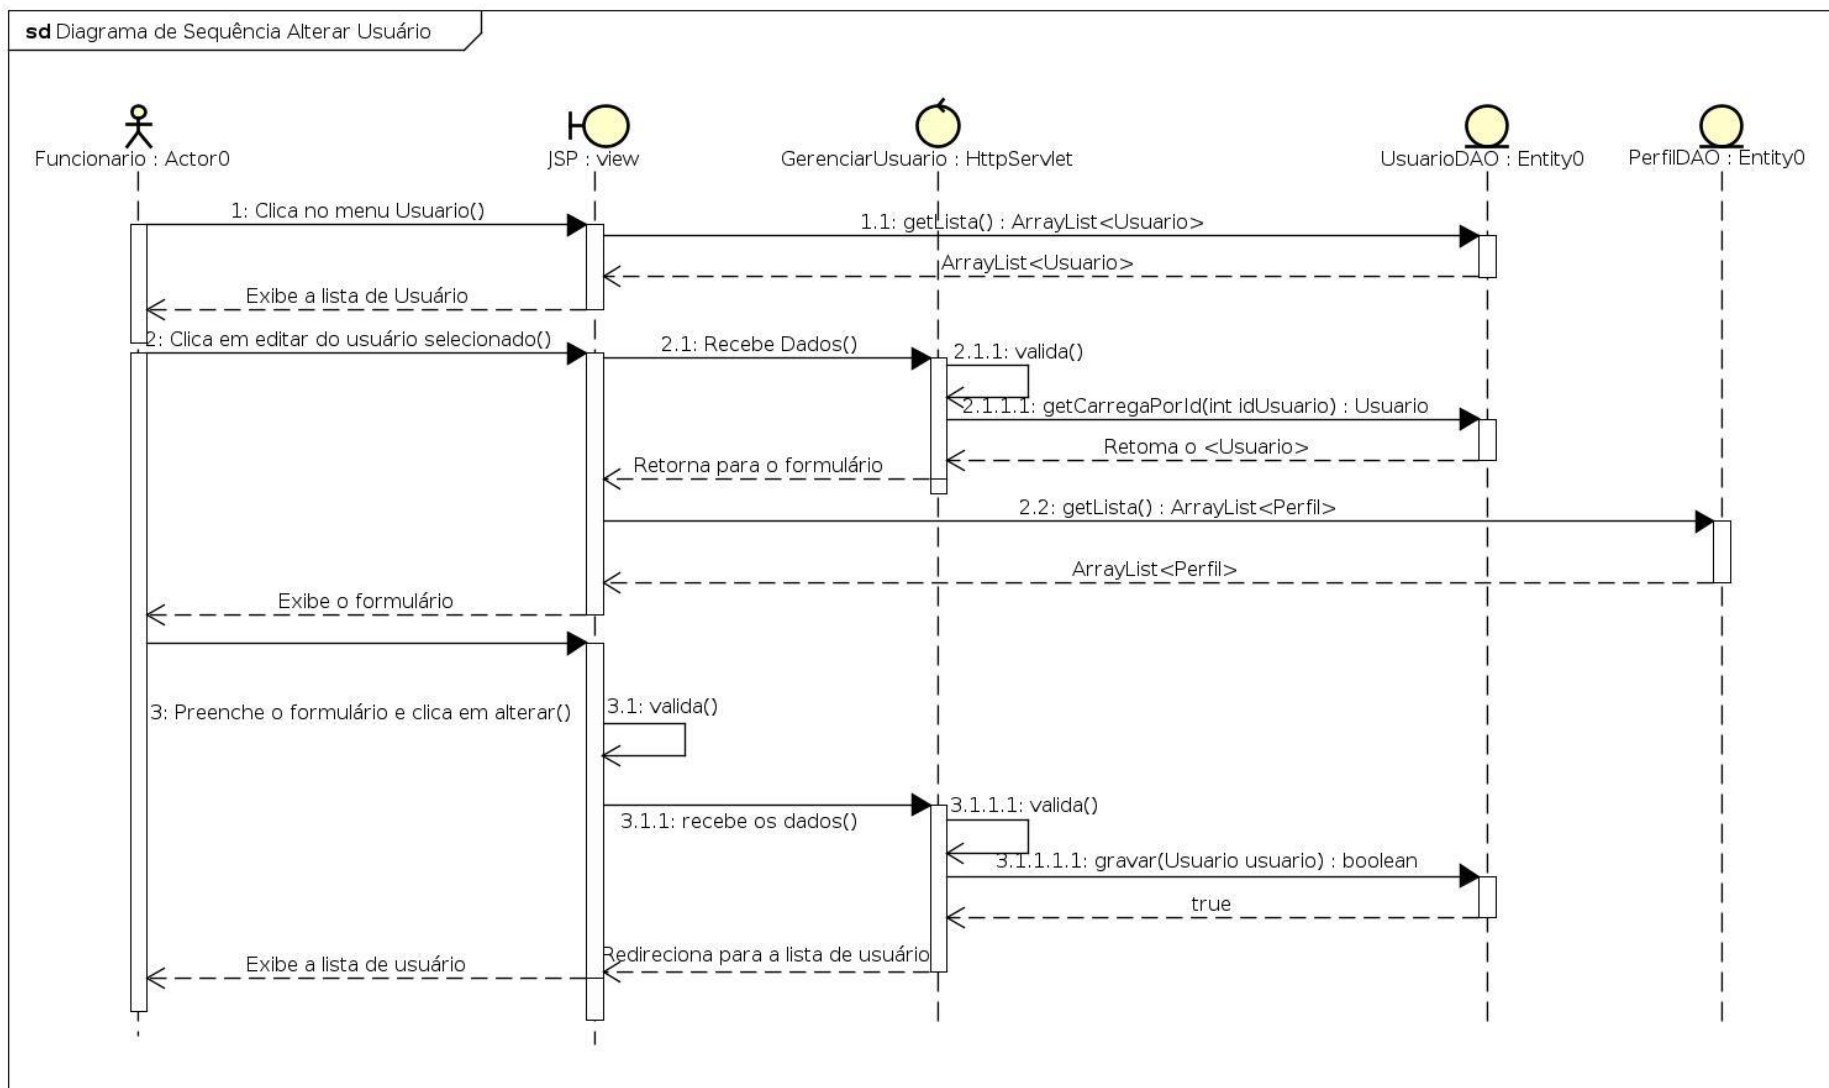 sd Diagrama de Sequência Alterar Usuário
Funcionario : Actor0
JSP : view
GerenciarUsuario : HttpServlet
UsuarioDAO : Entity0
PerfilDAO : Entity0
1: Clica no menu Usuario()
1.1: getLista() : ArrayList<Usuario>
ArrayList<Usuario>
Exibe a lista de Usuário
2: Clica em editar do usuário selecionado()
2.1: Recebe Dados()
2.1.1: valida()
2.1.1.1: getCarregaPorId(int idUsuario) : Usuario
Retoma o <Usuario>
Retorna para o formulário
2.2: getLista() : ArrayList<Perfil>
ArrayList<Perfil>
Exibe o formulário
3: Preenche o formulário e clica em alterar()
3.1: valida()
3.1.1: recebe os dados()
3.1.1.1: valida()
3.1.1.1.1: gravar(Usuario usuario) : boolean
true
Redireciona para a lista de usuário
Exibe a lista de usuário